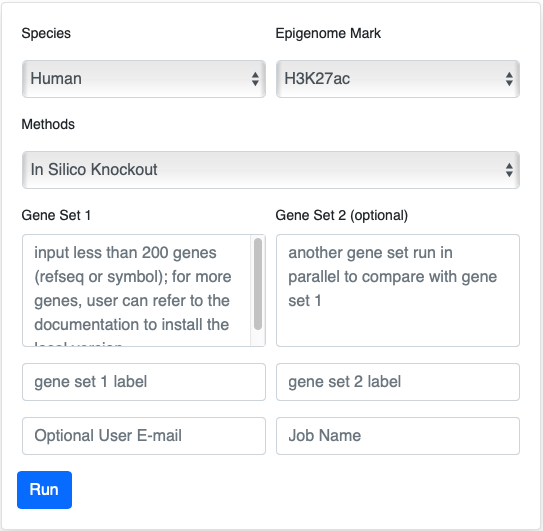 Species
Epigenome Mark
Human
H3K27ac
Methods
In Silico Knockout
Gene Set 1
Gene Set 2 (optional)
input less than 200 genes
(refseq or symbol); for more
genes, user can refer to the
documentation to install the
another gene set run in
parallel to compare with gene
set 1
gene set 1 label
gene set 2 label
Optional User E-mail
Job Name
Run